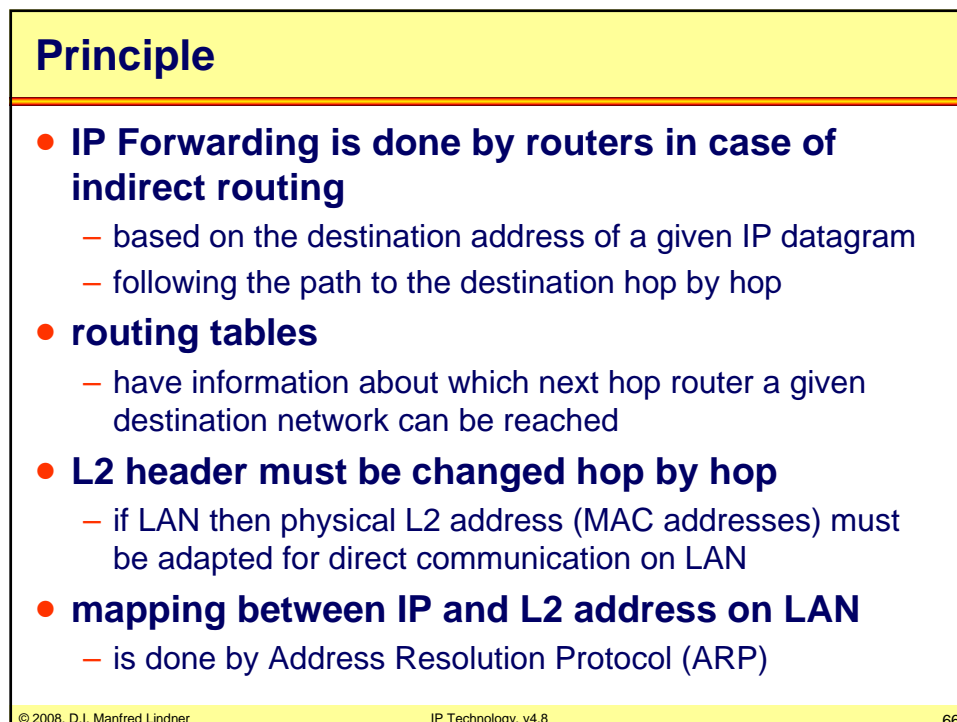 Principle
• IP Forwarding is done by routers in case of
indirect routing
– based on the destination address of a given IP datagram
– following the path to the destination hop by hop
• routing tables
– have information about which next hop router a given
destination network can be reached
• L2 header must be changed hop by hop
– if LAN then physical L2 address (MAC addresses) must
be adapted for direct communication on LAN
• mapping between IP and L2 address on LAN
– is done by Address Resolution Protocol (ARP)
© 2008, D.I. Manfred Lindner IP Technology, v4.8 66